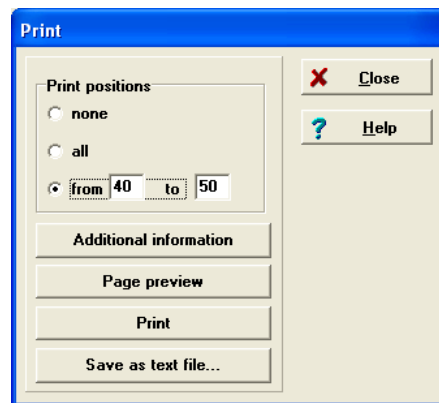 Print
Print positions
none
all
from 40 to 50
Additional information
Page preview
Print
Save as text file...
Close
Help